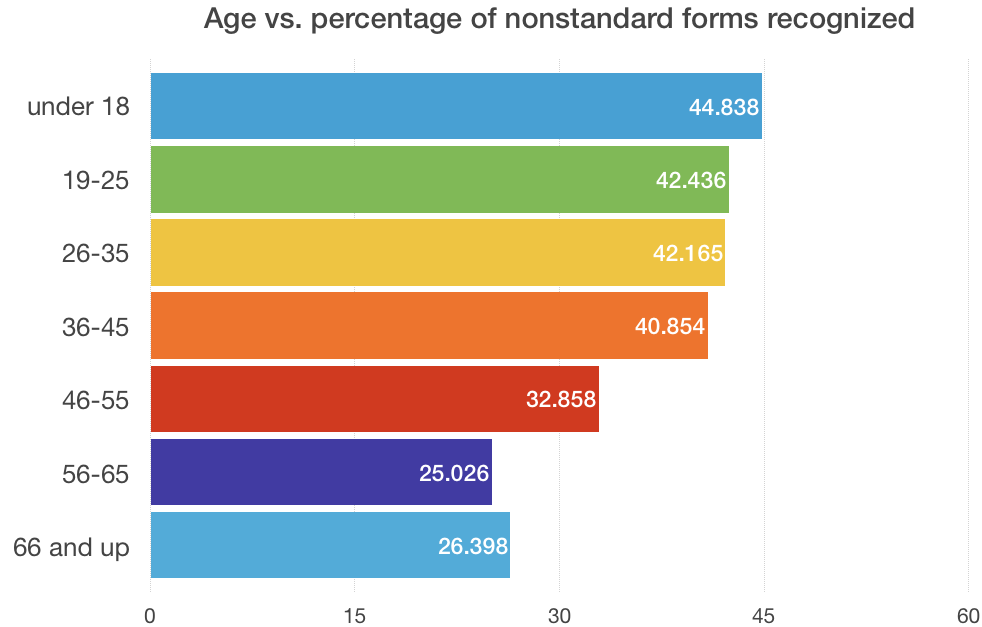 Age vs. percentage of nonstandard forms recognized
under 18 44.838
19-25 42.436
26-35 42.165
36-45 40.854
46-55 32.858
56-65 25.026
66 and up 26.398
0 15 30 45 60